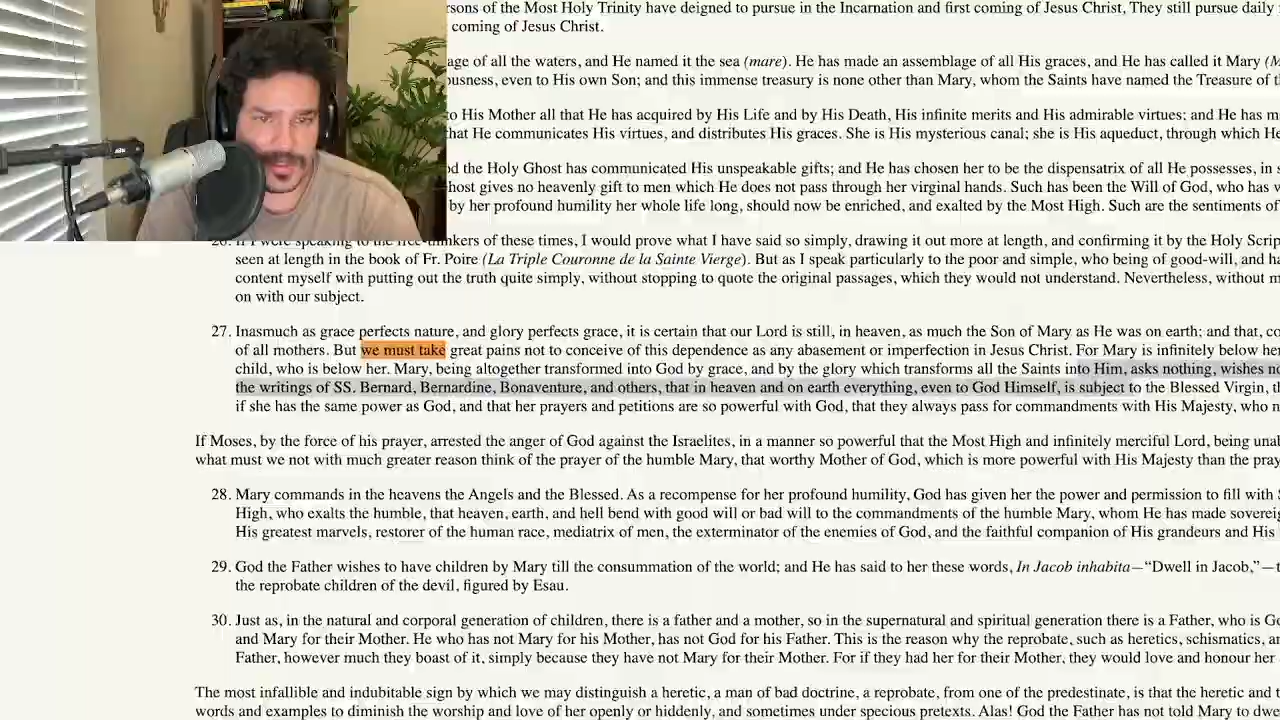 rsons of the Most Holy Trinity have deigned to pursue in the Incarnation and first coming of Jesus Christ, They still pursue daily
coming of Jesus Christ.
age of all the waters, and He named it the sea (mare). He has made an assemblage of all His graces, and He has called it Mary (M
usness, even to His own Son; and this immense treasury is none other than Mary, whom the Saints have named the Treasure of
to His Mother all that He has acquired by His Life and by His Death, His infinite merits and His admirable virtues; and He has m
that He communicates His virtues, and distributes His graces. She is His mysterious canal; she is His aqueduct, through which He
d the Holy Ghost has communicated His unspeakable gifts; and He has chosen her to be the dispensatrix of all He possesses, in s
host gives no heavenly gift to men which He does not pass through her virginal hands. Such has been the Will of God, who has w
by her profound humility her whole life long, should now be enriched, and exalted by the Most High. Such are the sentiments of
26. If I were speaking to the free-thinkers of these times, I would prove what I have said so simply, drawing it out more at length, and confirming it by the Holy Scrip
seen at length in the book of Fr. Poire (La Triple Couronne de la Sainte Vierge). But as I speak particularly to the poor and simple, who being of good-will, and ha
content myself with putting out the truth quite simply, without stopping to quote the original passages, which they would not understand. Nevertheless, without m
on with our subject.
27. Inasmuch as grace perfects nature, and glory perfects grace, it is certain that our Lord is still, in heaven, as much the Son of Mary as He was on earth; and that, co
of all mothers. But we must take great pains not to conceive of this dependence as any abasement or imperfection in Jesus Christ. For Mary is infinitely below her
child, who is below her. Mary, being altogether transformed into God by grace, and by the glory which transforms all the Saints into Him, asks nothing, wishes no
the writings of SS. Bernard, Bernardine, Bonaventure, and others, that in heaven and on earth everything, even to God Himself, is subject to the Blessed Virgin, th
if she has the same power as God, and that her prayers and petitions are so powerful with God, that they always pass for commandments with His Majesty, who n
If Moses, by the force of his prayer, arrested the anger of God against the Israelites, in a manner so powerful that the Most High and infinitely merciful Lord, being unab
what must we not with much greater reason think of the prayer of the humble Mary, that worthy Mother of God, which is more powerful with His Majesty than the pray
28. Mary commands in the heavens the Angels and the Blessed. As a recompense for her profound humility, God has given her the power and permission to fill with S
High, who exalts the humble, that heaven, earth, and hell bend with good will or bad will to the commandments of the humble Mary, whom He has made sovereig
His greatest marvels, restorer of the human race, mediatrix of men, the exterminator of the enemies of God, and the faithful companion of His grandeurs and His
29. God the Father wishes to have children by Mary till the consummation of the world; and He has said to her these words, In Jacob inhabita—“Dwell in Jacob,”—t
the reprobate children of the devil, figured by Esau.
30. Just as, in the natural and corporal generation of children, there is a father and a mother, so in the supernatural and spiritual generation there is a Father, who is Go
and Mary for their Mother. He who has not Mary for his Mother, has not God for his Father. This is the reason why the reprobate, such as heretics, schismatics, a
Father, however much they boast of it, simply because they have not Mary for their Mother. For if they had her for their Mother, they would love and honour her
The most infallible and indubitable sign by which we may distinguish a heretic, a man of bad doctrine, a reprobate, from one of the predestinate, is that the heretic and t
words and examples to diminish the worship and love of her openly or hiddenly, and sometimes under specious pretexts. Alas! God the Father has not told Mary to dwe